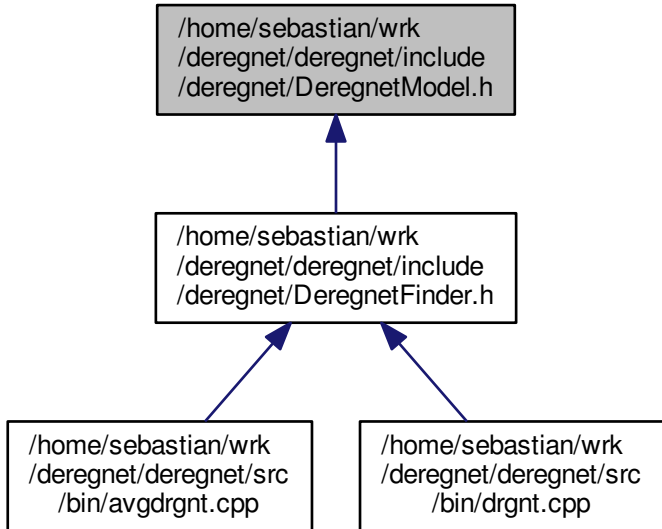 /home/sebastian/wrk
/deregnet/deregnet/include
/deregnet/DeregnetModel.h
/home/sebastian/wrk
/deregnet/deregnet/include
/deregnet/DeregnetFinder.h
/home/sebastian/wrk
/deregnet/deregnet/src
/bin/avgdrgnt.cpp
/home/sebastian/wrk
/deregnet/deregnet/src
/bin/drgnt.cpp